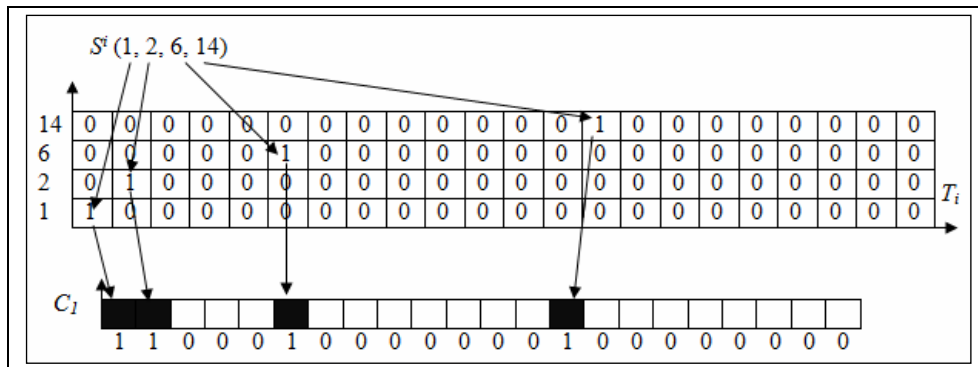 Sⁱ (1, 2, 6, 14)
14 0 0 0 0 0 0 0 0 0 0 0 0 0 1 0 0 0 0 0 0 0 0
6 0 0 0 0 0 1 0 0 0 0 0 0 0 0 0 0 0 0 0 0 0 0
2 0 1 0 0 0 0 0 0 0 0 0 0 0 0 0 0 0 0 0 0 0 0
1 1 0 0 0 0 0 0 0 0 0 0 0 0 0 0 0 0 0 0 0 0 0
Tᵢ
C₁
1 1 0 0 0 1 0 0 0 0 0 0 0 1 0 0 0 0 0 0 0 0